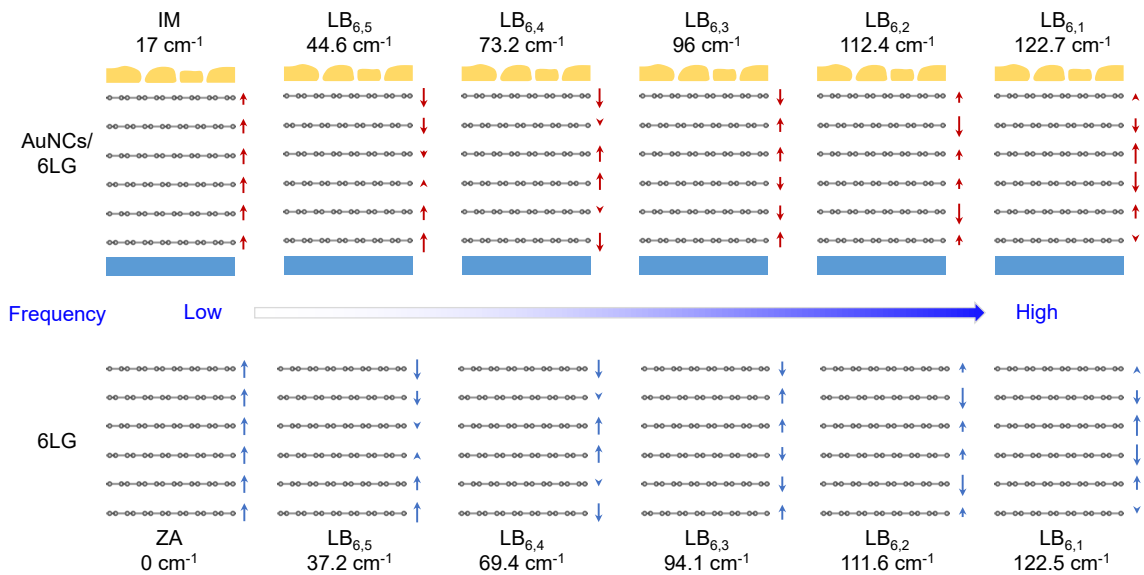 IM LB₆,₅ LB₆,₄ LB₆,₃ LB₆,₂ LB₆,₁
17 cm⁻¹ 44.6 cm⁻¹ 73.2 cm⁻¹ 96 cm⁻¹ 112.4 cm⁻¹ 122.7 cm⁻¹
AuNCs/
6LG
Frequency Low High
6LG
ZA LB₆,₅ LB₆,₄ LB₆,₃ LB₆,₂ LB₆,₁
0 cm⁻¹ 37.2 cm⁻¹ 69.4 cm⁻¹ 94.1 cm⁻¹ 111.6 cm⁻¹ 122.5 cm⁻¹